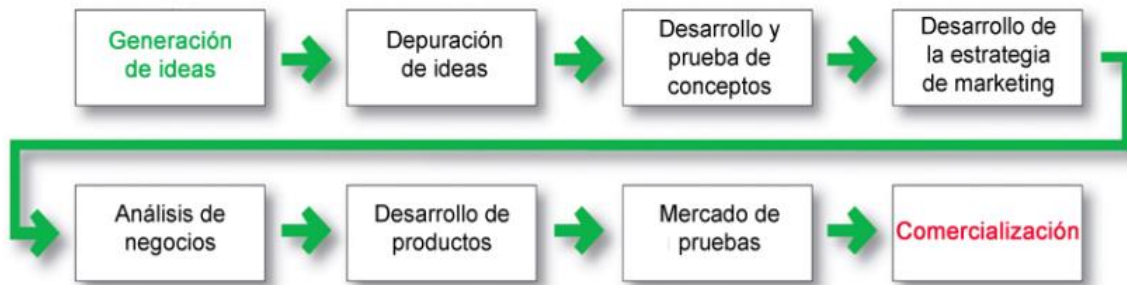 Generación
de ideas
Depuración
de ideas
Desarrollo y
prueba de
conceptos
Desarrollo de
la estrategia
de marketing
Análisis de
negocios
Desarrollo de
productos
Mercado de
pruebas
Comercialización